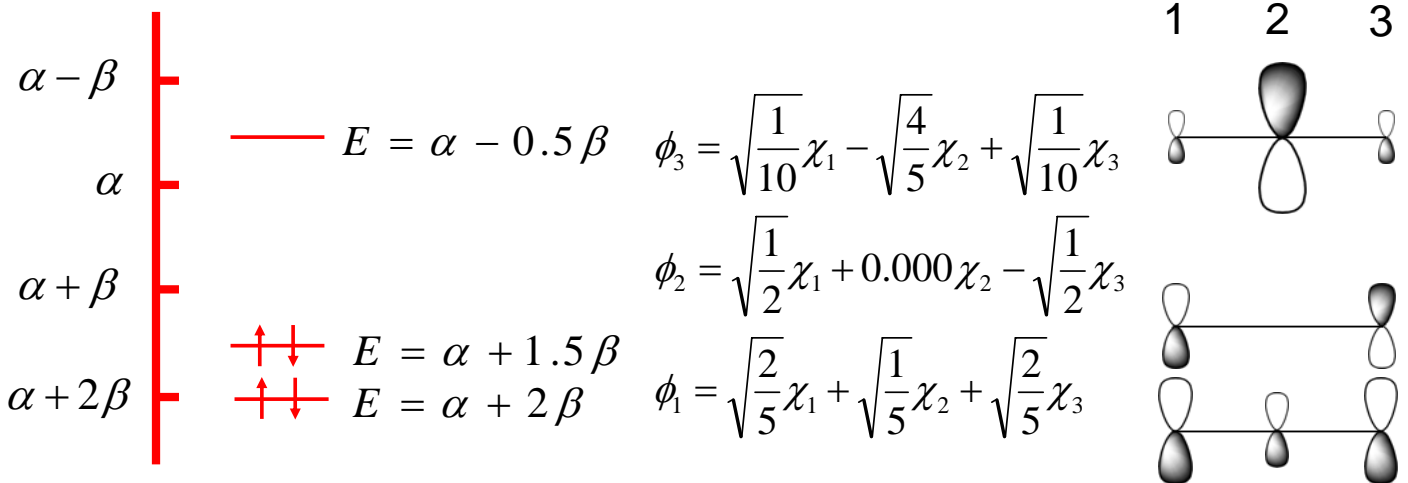 1 2 3
α − β
E = α − 0.5β
ϕ₃ = √(1/10)χ₁ − √(4/5)χ₂ + √(1/10)χ₃
α
ϕ₂ = √(1/2)χ₁ + 0.000χ₂ − √(1/2)χ₃
α + β
E = α + 1.5β
α + 2β
E = α + 2β
ϕ₁ = √(2/5)χ₁ + √(1/5)χ₂ + √(2/5)χ₃